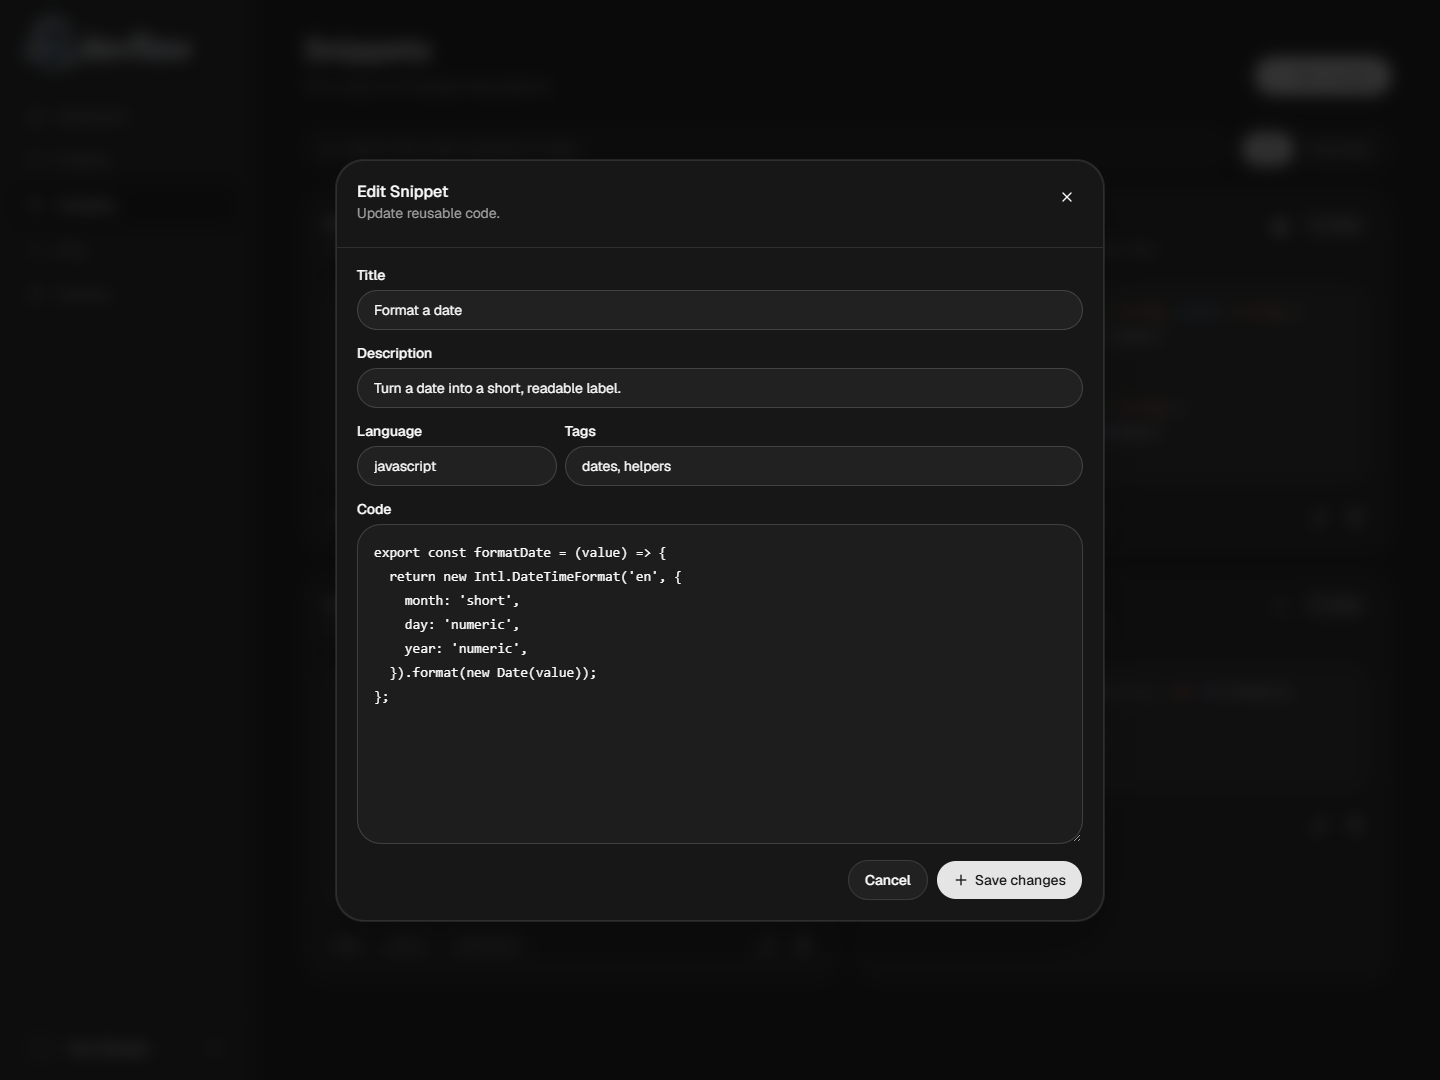 Edit Snippet
Update reusable code.
Title
Format a date
Description
Turn a date into a short, readable label.
Language
Tags
javascript
dates, helpers
Code
export const formatDate = (value) => {
  return new Intl.DateTimeFormat('en', {
    month: 'short',
    day: 'numeric',
    year: 'numeric',
  }).format(new Date(value));
};
Cancel
Save changes